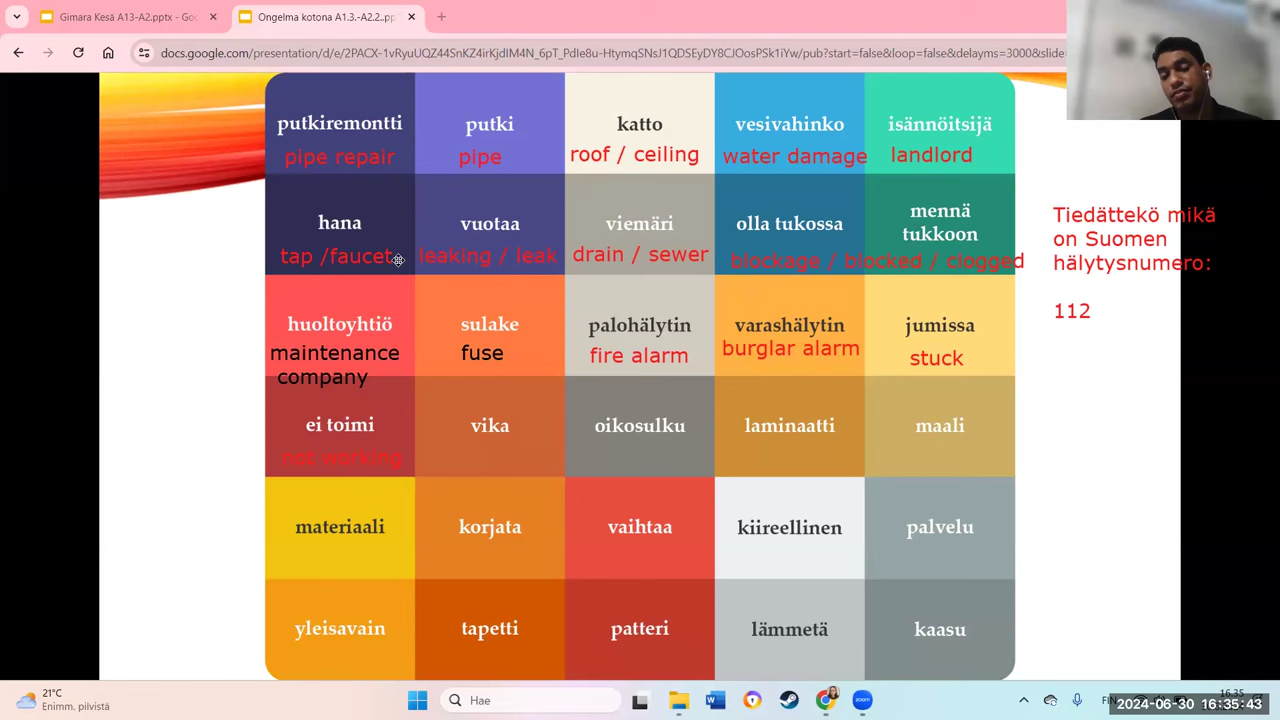 Gimara Kesä A13-A2.pptx - Goo
Ongelma kotona A1.3.-A2.2..pp
docs.google.com/presentation/d/e/2PACX-1vRyuUQZ44SnKZ4irKjdIM4N_6pT_PdIe8u-HtymqSNsJ1QDSEyDY8CJOosPSk1iYw/pub?start=false&loop=false&delayms=3000&slide
putkiremontti putki katto vesivahinko isännöitsijä
pipe repair pipe roof / ceiling water damage landlord
hana vuotaa viemäri olla tukossa mennä
tukkoon
tap /faucet leaking / leak drain / sewer blockage / blocked / clogged
Tiedättekö mikä
on Suomen
hälytysnumero:
112
huoltoyhtiö sulake palohälytin varashälytin jumissa
maintenance
company
fuse fire alarm burglar alarm stuck
ei toimi vika oikosulku laminaatti maali
not working
materiaali korjata vaihtaa kiireellinen palvelu
yleisavain tapetti patteri lämmetä kaasu
21°C
Enimm. pilvistä
Hae
FIN
16.35
2024-06-30 16:35:43